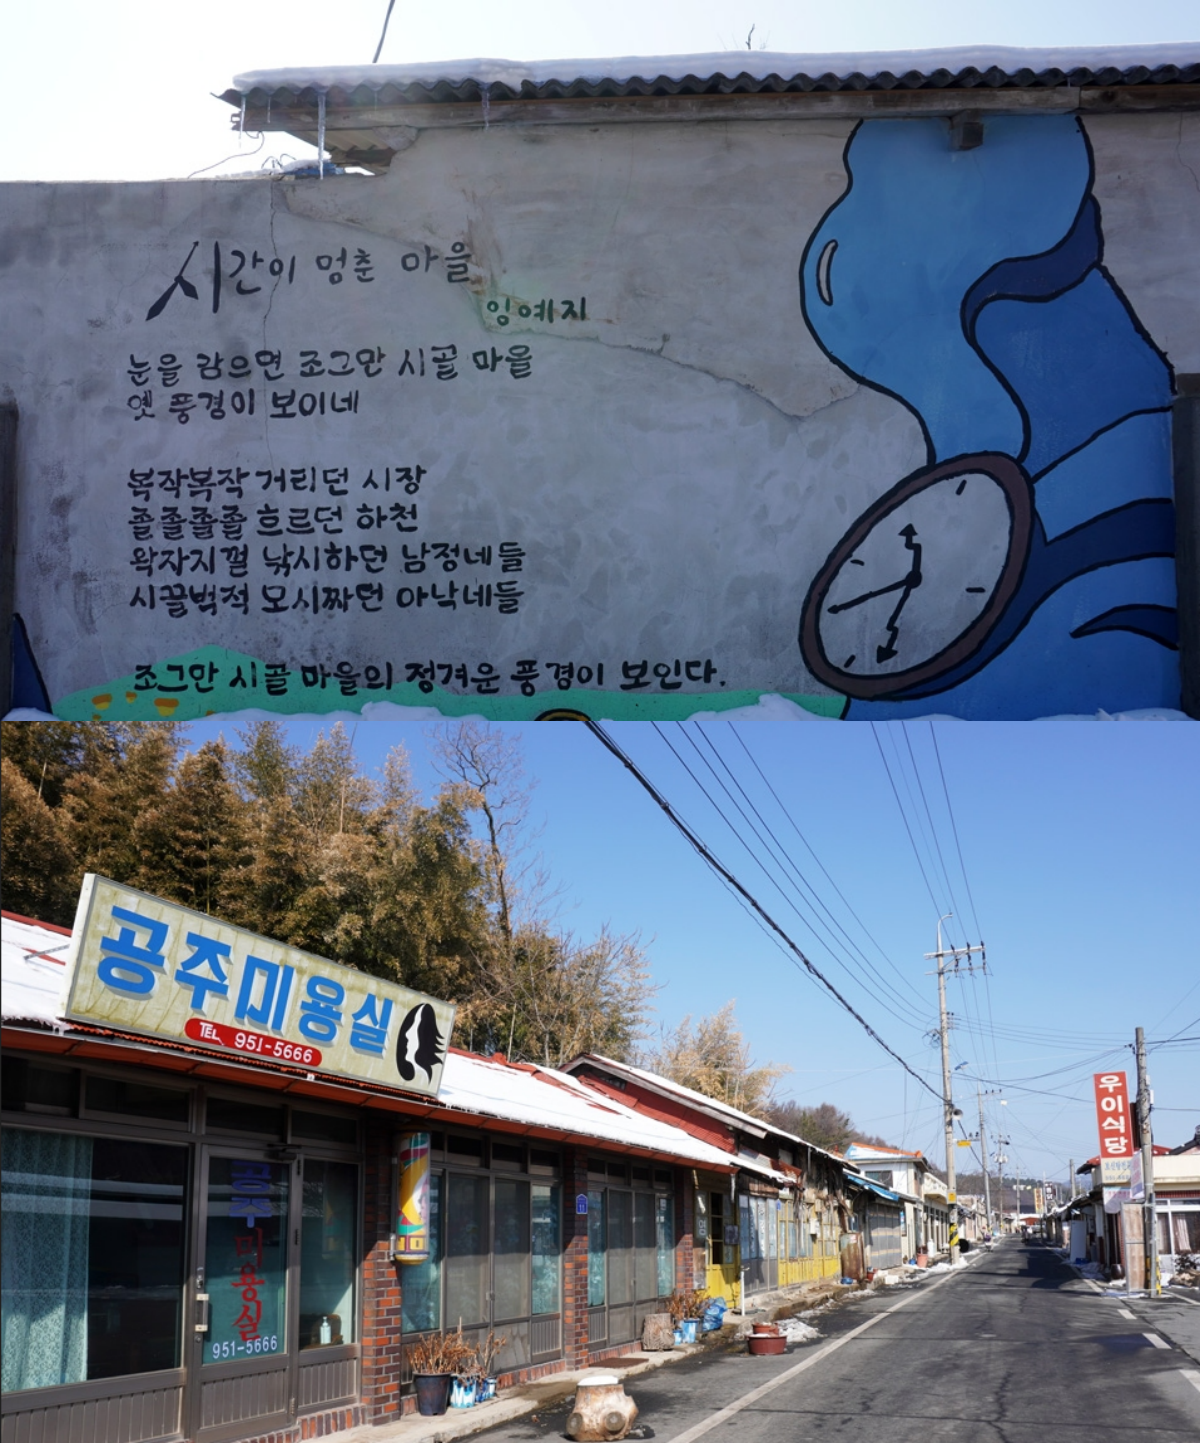 시간이 멈춘 마을
잉예지
눈을 감으면 조그만 시골 마을
옛 풍경이 보이네
복작복작 거리던 시장
졸졸졸졸 흐르던 하천
왁자지껄 낚시하던 남정네들
시끌벅적 모시짜던 아낙네들
조그만 시골 마을의 정겨운 풍경이 보인다.
공주미용실
TEL. 951-5666
공주미용실
951-5666
우이식당